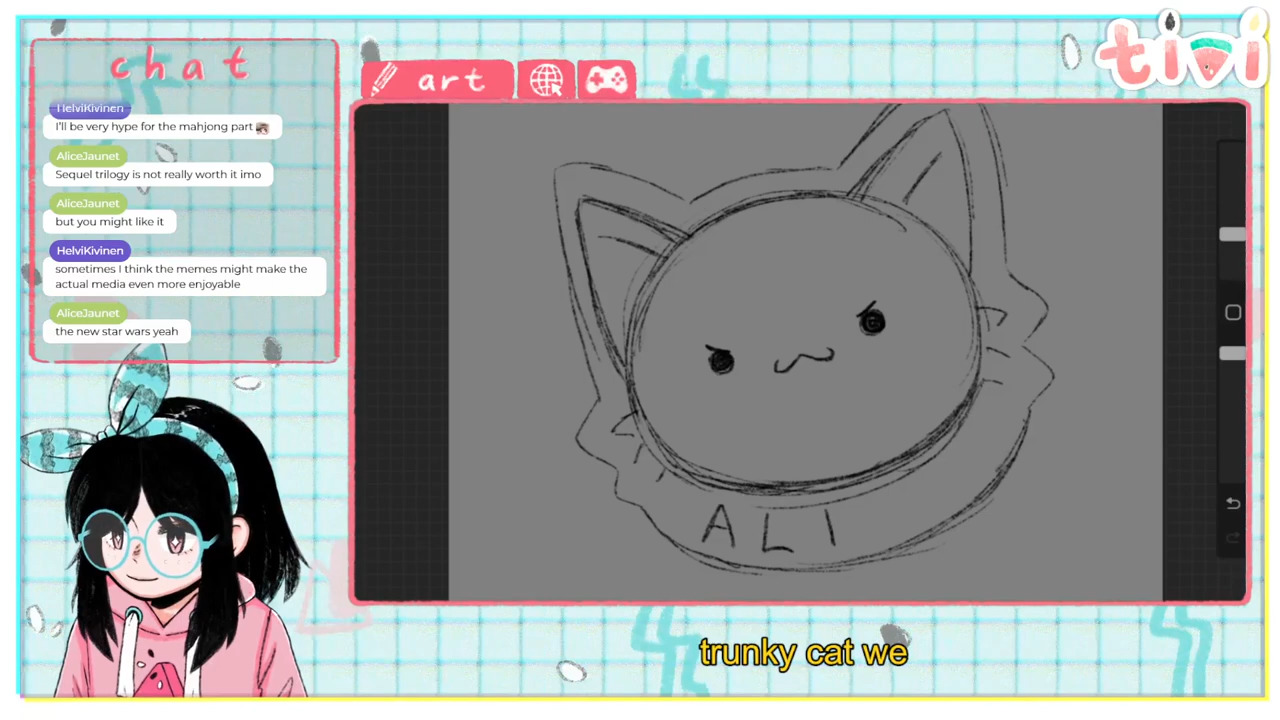 chat
HelviKivinen
I'll be very hype for the mahjong part
AliceJaunet
Sequel trilogy is not really worth it imo
AliceJaunet
but you might like it
HelviKivinen
sometimes I think the memes might make the
actual media even more enjoyable
AliceJaunet
the new star wars yeah
art
tivi
ALI
trunky cat we